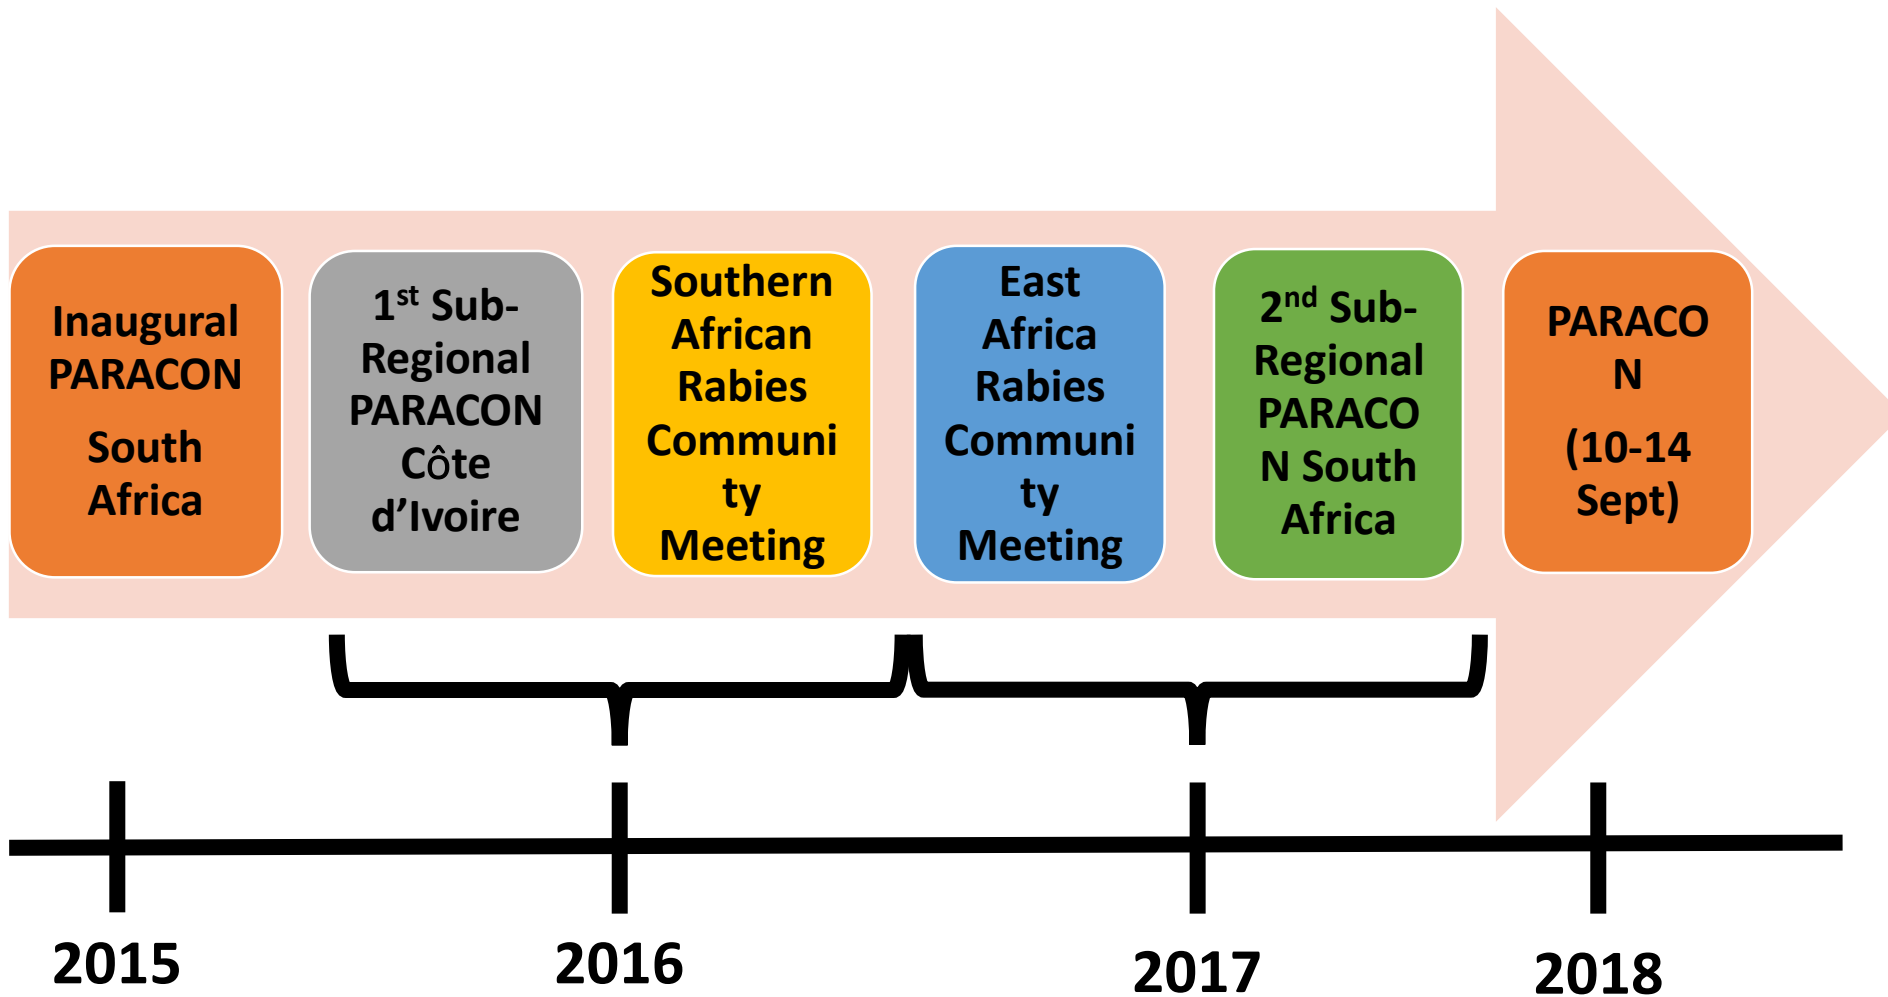 Inaugural
PARACON
South
Africa
1st Sub-
Regional
PARACON
Côte
d’Ivoire
Southern
African
Rabies
Communi
ty
Meeting
East
Africa
Rabies
Communi
ty
Meeting
2nd Sub-
Regional
PARACO
N South
Africa
PARACO
N
(10-14
Sept)
2015
2016
2017
2018